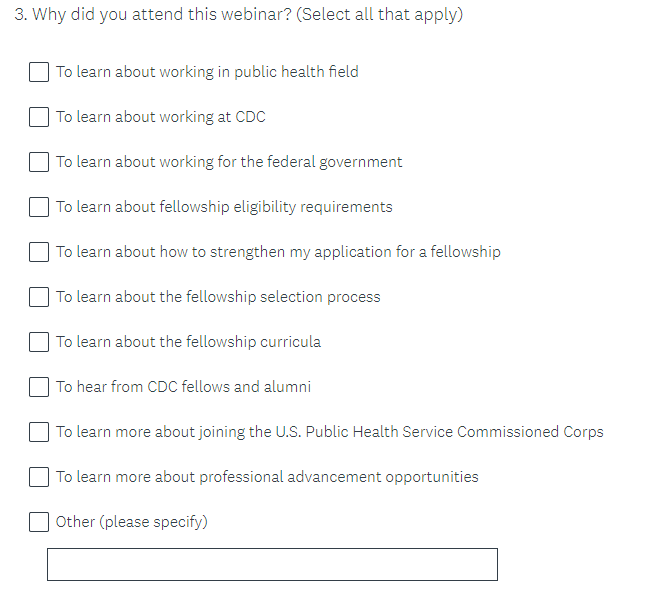 3. Why did you attend this webinar? (Select all that apply)
To learn about working in public health field
To learn about working at CDC
To learn about working for the federal government
To learn about fellowship eligibility requirements
To learn about how to strengthen my application for a fellowship
To learn about the fellowship selection process
To learn about the fellowship curricula
To hear from CDC fellows and alumni
To learn more about joining the U.S. Public Health Service Commissioned Corps
To learn more about professional advancement opportunities
Other (please specify)